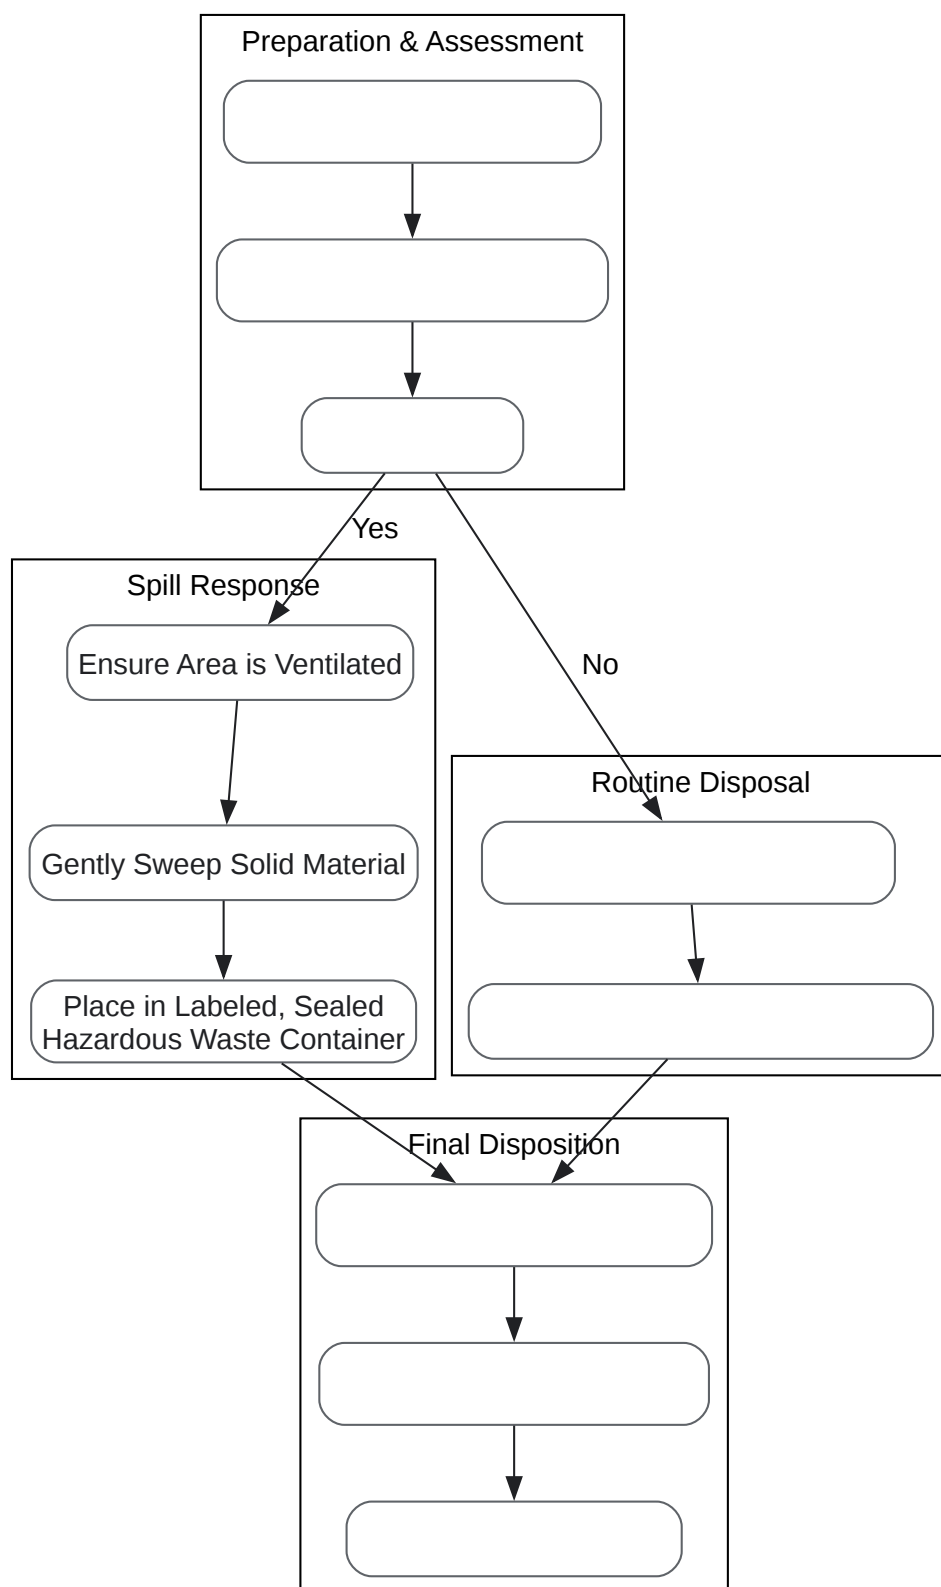 Preparation & Assessment
Yes
Spill Response
Ensure Area is Ventilated
No
Routine Disposal
Gently Sweep Solid Material
Place in Labeled, Sealed
Hazardous Waste Container
Final Disposition